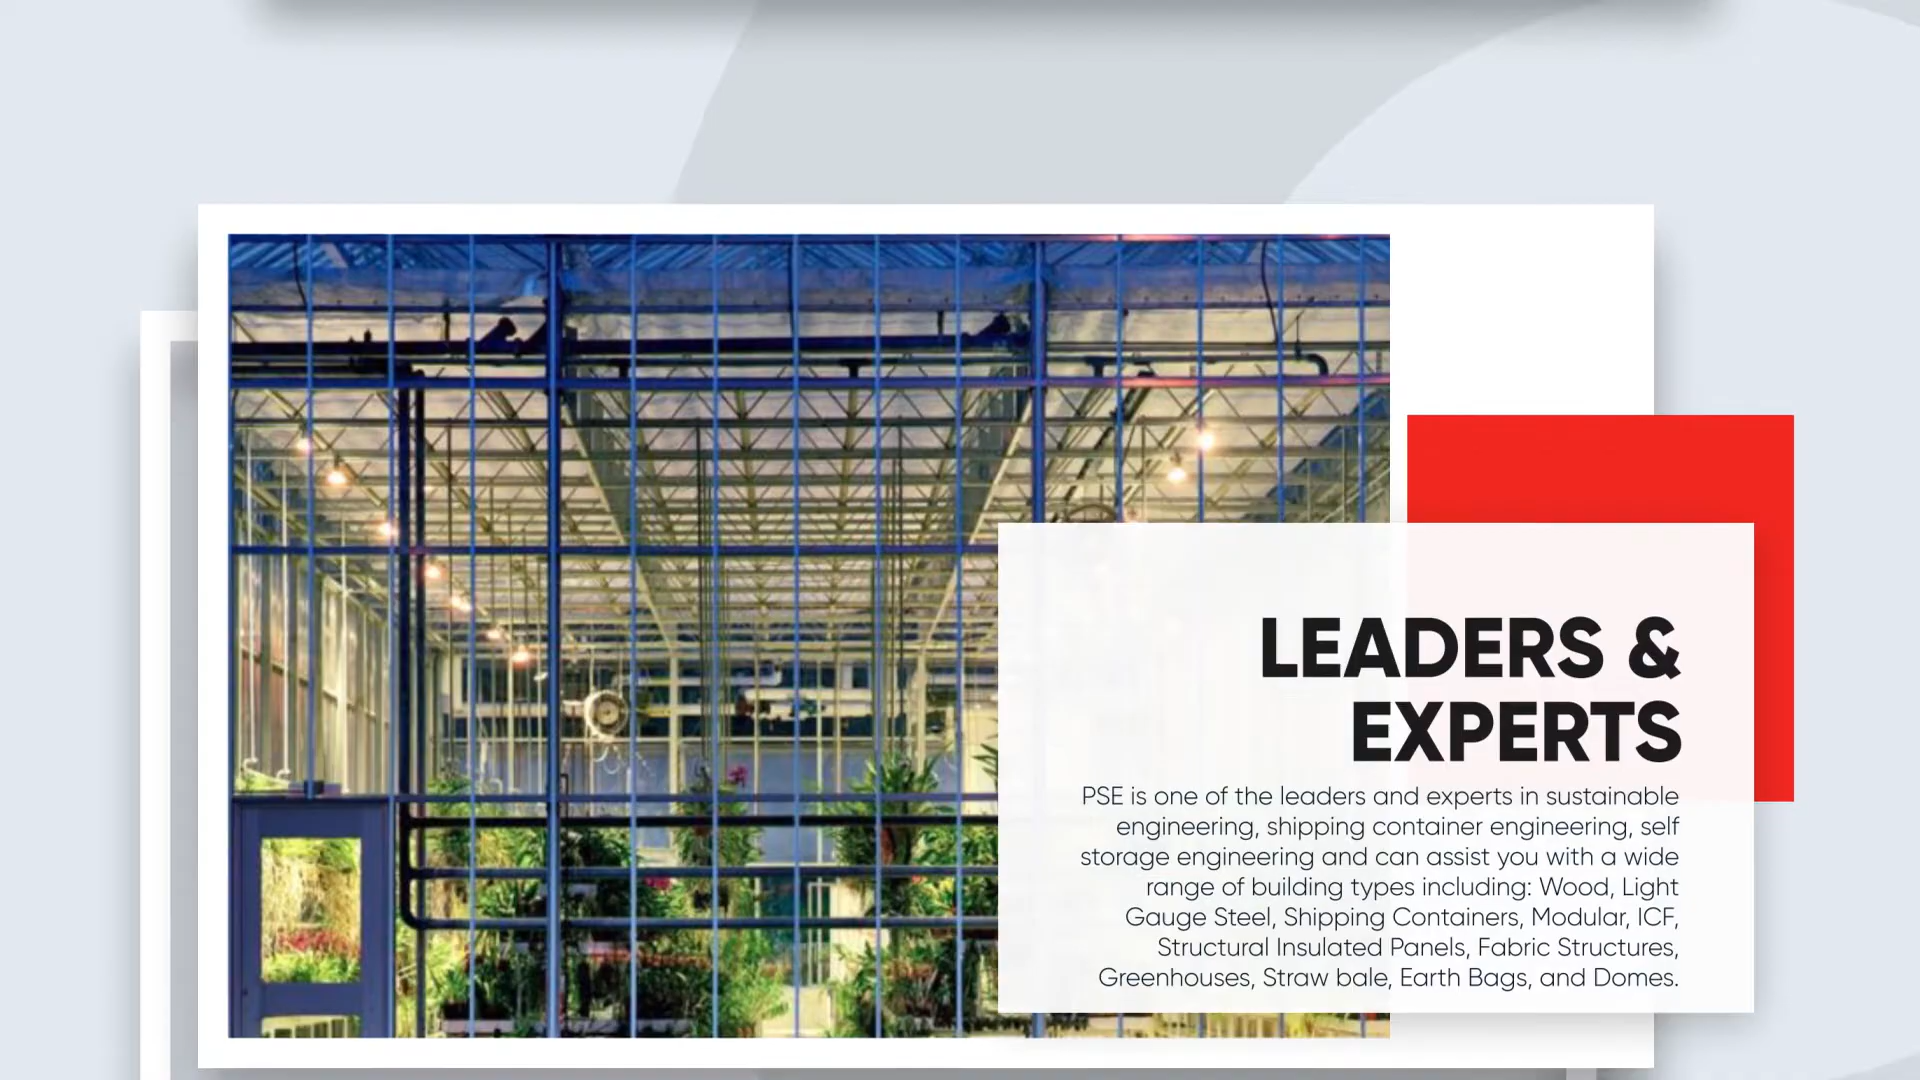 LEADERS &
EXPERTS
PSE is one of the leaders and experts in sustainable
engineering, shipping container engineering, self
storage engineering and can assist you with a wide
range of building types including: Wood, Light
Gauge Steel, Shipping Containers, Modular, ICF,
Structural Insulated Panels, Fabric Structures,
Greenhouses, Straw bale, Earth Bags, and Domes.